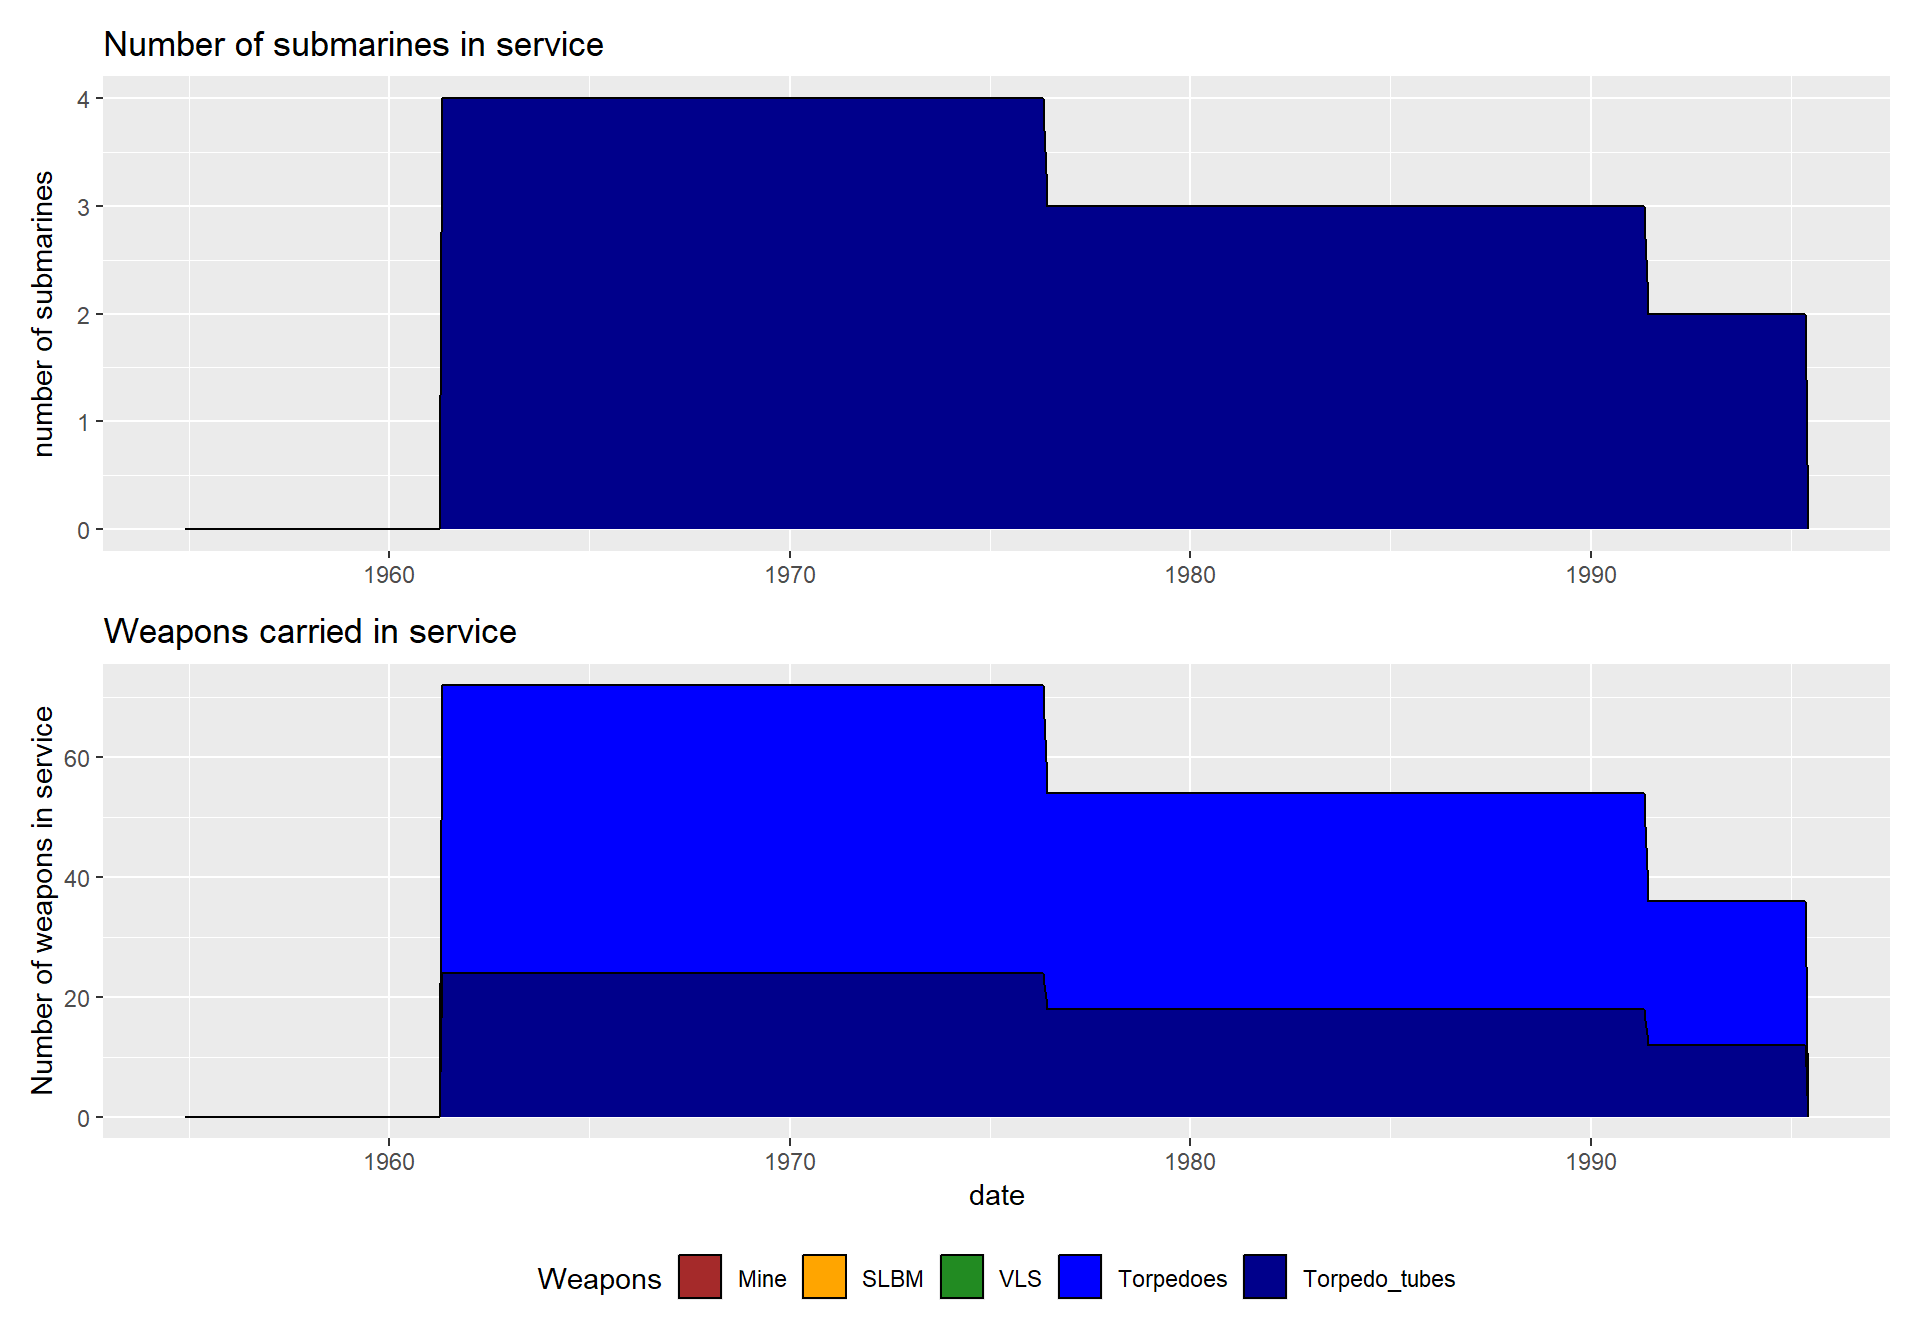 Number of submarines in service
number of submarines
4
3
2
1
0
1960 1970 1980 1990
Weapons carried in service
Number of weapons in service
60
40
20
0
1960 1970 1980 1990
date
Weapons Mine SLBM VLS Torpedoes Torpedo_tubes